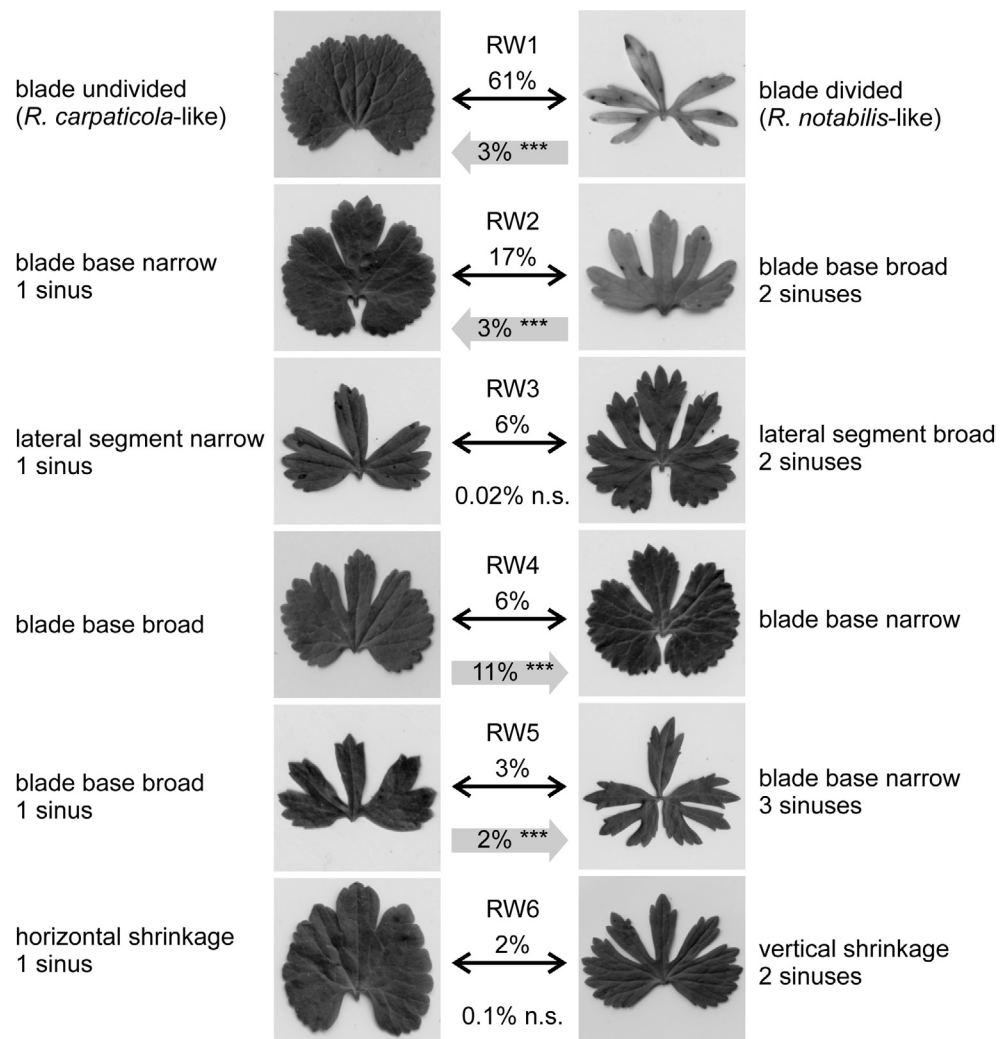 blade undivided
(R. carpaticola-like)
RW1
61%
3% ***
blade divided
(R. notabilis-like)
blade base narrow
1 sinus
RW2
17%
3% ***
blade base broad
2 sinuses
lateral segment narrow
1 sinus
RW3
6%
0.02% n.s.
lateral segment broad
2 sinuses
blade base broad
RW4
6%
11% ***
blade base narrow
blade base broad
1 sinus
RW5
3%
2% ***
blade base narrow
3 sinuses
horizontal shrinkage
1 sinus
RW6
2%
0.1% n.s.
vertical shrinkage
2 sinuses